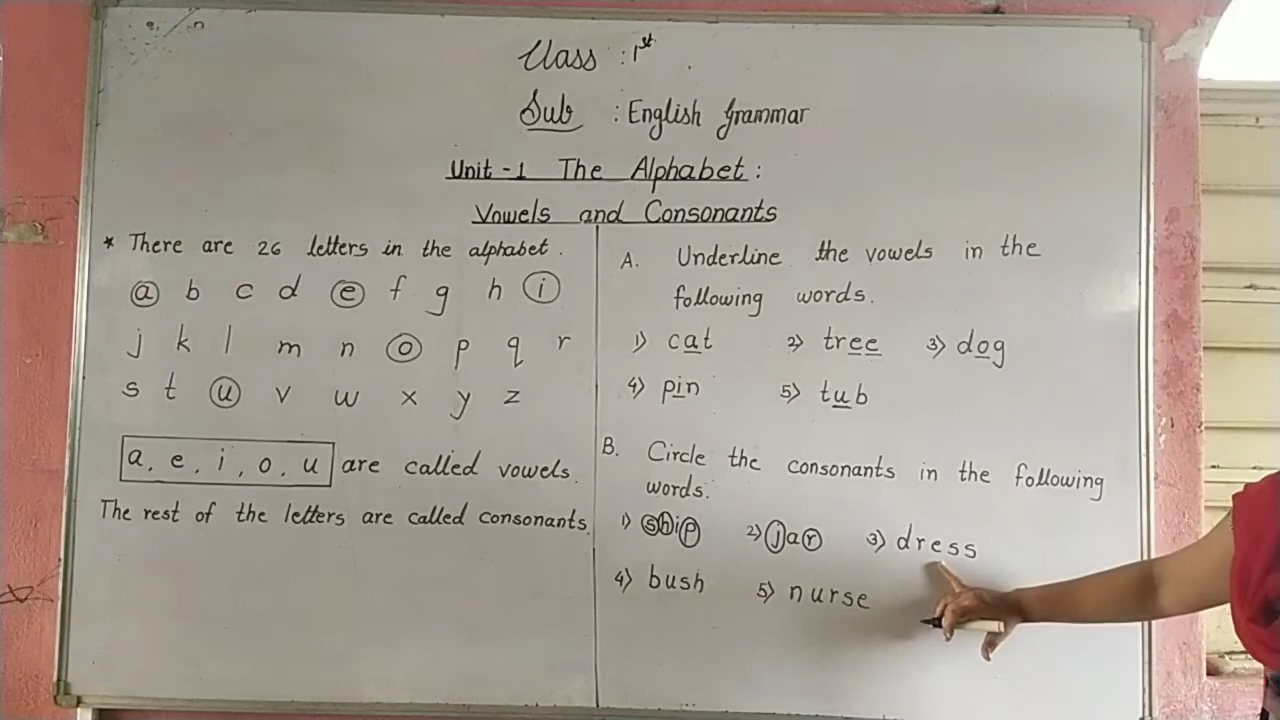 e, n
Class : 1st
Sub : English Grammar
Unit - 1 The Alphabet :
Vowels and Consonants
* There are 26 letters in the alphabet.
a b c d e f g h i
j k l m n o p q r
s t u v w x y z
a, e, i, o, u are called vowels.
The rest of the letters are called consonants.
A. Underline the vowels in the
following words.
1) cat 2) tree 3) dog
4) pin 5) tub
B. Circle the consonants in the following
words.
1) ship 2) jar 3) dress
4) bush 5) nurse